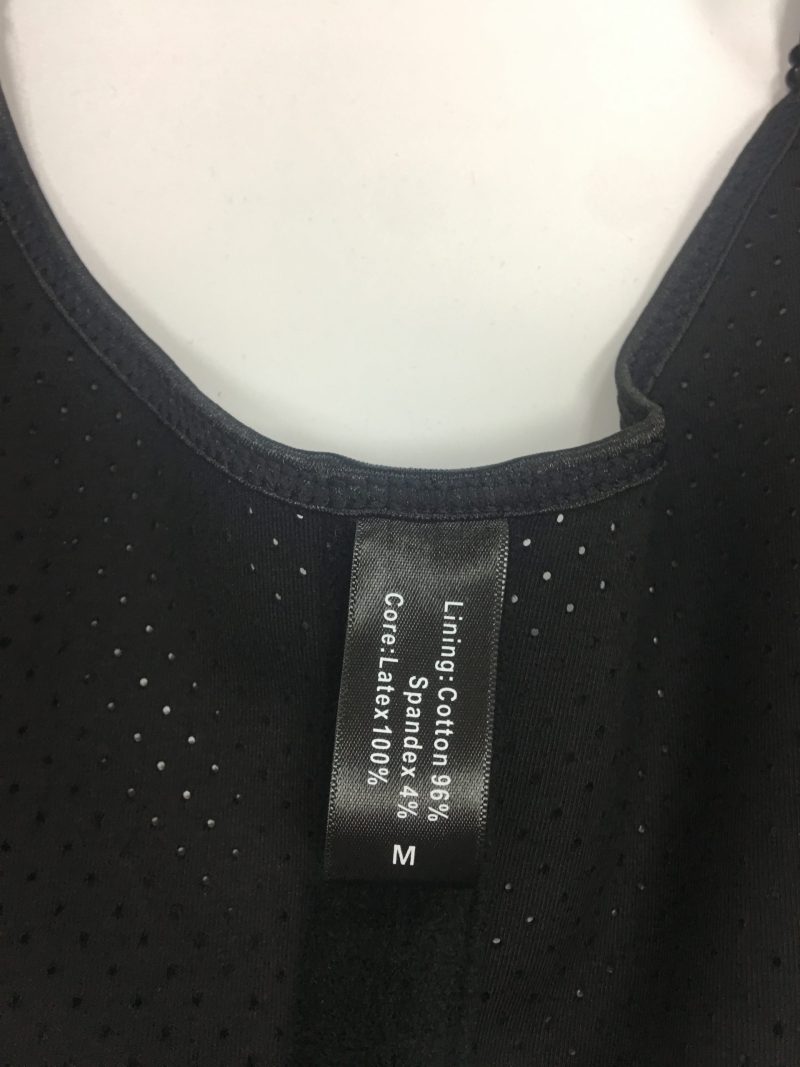 Lining: Cotton 96%
Spandex 4%
Core:Latex100%
M